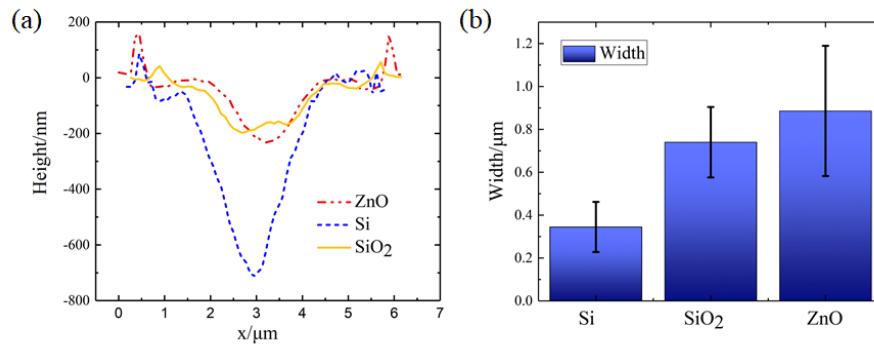 (a)
Height/nm
200
0
-200
-400
-600
-800
ZnO
Si
SiO₂
0 1 2 3 4 5 6 7
x/μm
(b)
Width/μm
1.2
1.0
0.8
0.6
0.4
0.2
0.0
Width
Si SiO₂ ZnO